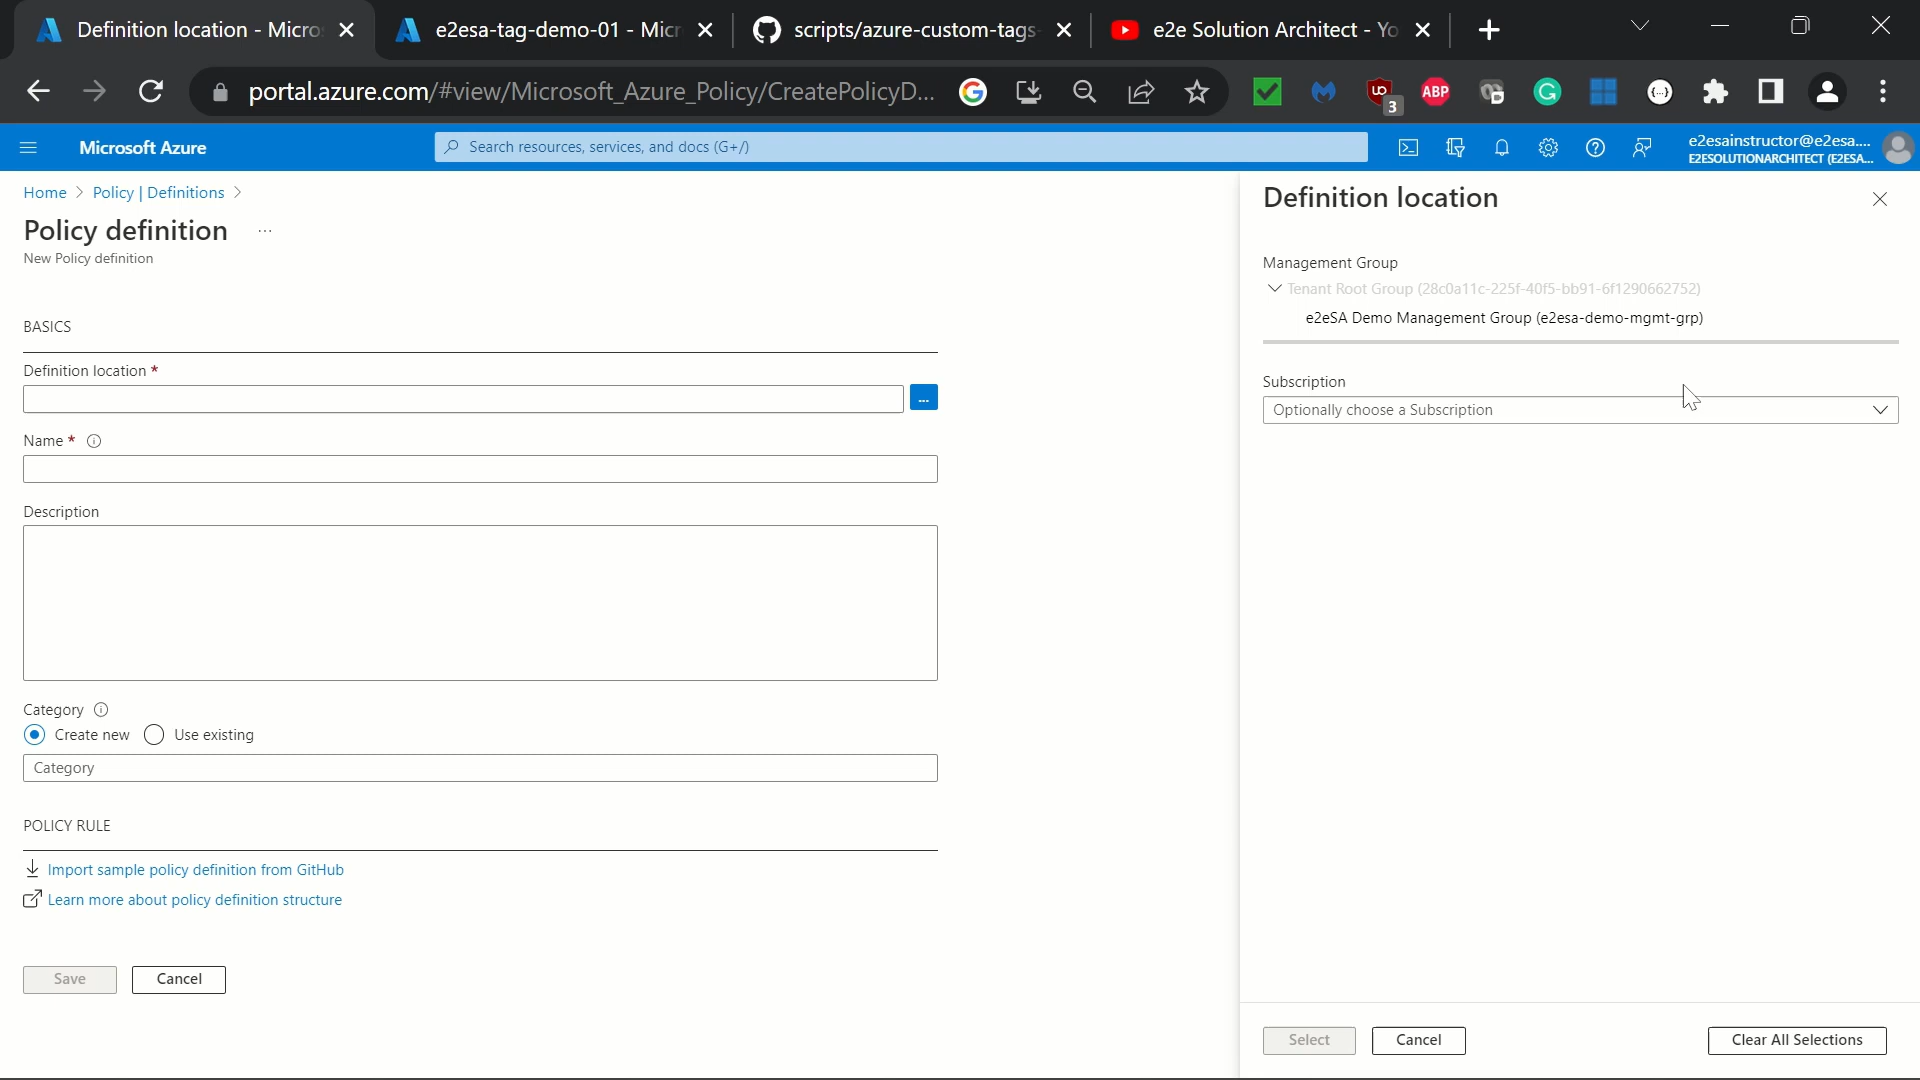 Definition location - Micros
e2esa-tag-demo-01 - Micr
scripts/azure-custom-tags-
e2e Solution Architect - Yo
portal.azure.com/#view/Microsoft_Azure_Policy/CreatePolicyD...
3
ABP
Microsoft Azure
Search resources, services, and docs (G+/)
e2esainstructor@e2esa....
E2ESOLUTIONARCHITECT (E2ESA...
Home > Policy | Definitions >
Policy definition ...
New Policy definition
BASICS
Definition location *
...
Name *
Description
Category
Create new
Use existing
Category
POLICY RULE
Import sample policy definition from GitHub
Learn more about policy definition structure
Save
Cancel
Definition location
Management Group
Tenant Root Group (28c0a11c-225f-40f5-bb91-6f1290662752)
e2eSA Demo Management Group (e2esa-demo-mgmt-grp)
Subscription
Optionally choose a Subscription
Select
Cancel
Clear All Selections